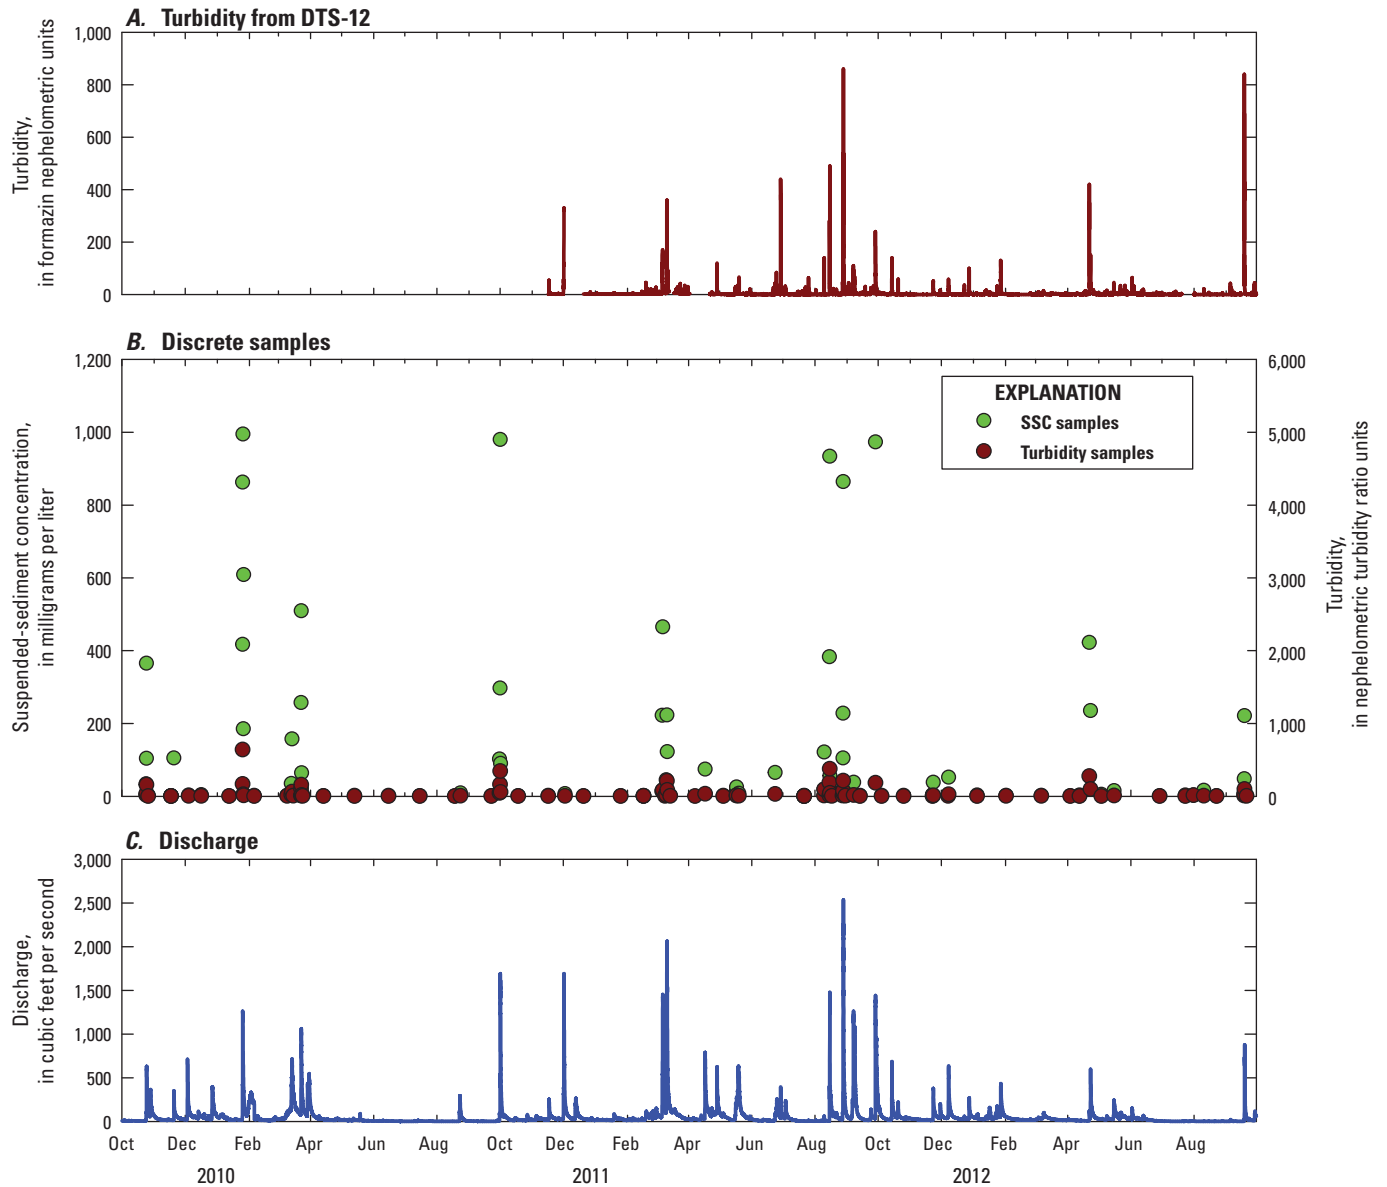 A. Turbidity from DTS-12
Turbidity,
in formazin nephelometric units
1,000
800
600
400
200
0
B. Discrete samples
Suspended-sediment concentration,
in milligrams per liter
1,200
1,000
800
600
400
200
0
EXPLANATION
SSC samples
Turbidity samples
6,000
5,000
4,000
3,000
2,000
1,000
0
Turbidity,
in nephelometric turbidity ratio units
C. Discharge
Discharge,
in cubic feet per second
3,000
2,500
2,000
1,500
1,000
500
0
Oct Dec Feb Apr Jun Aug Oct Dec Feb Apr Jun Aug Oct Dec Feb Apr Jun Aug
2010 2011 2012